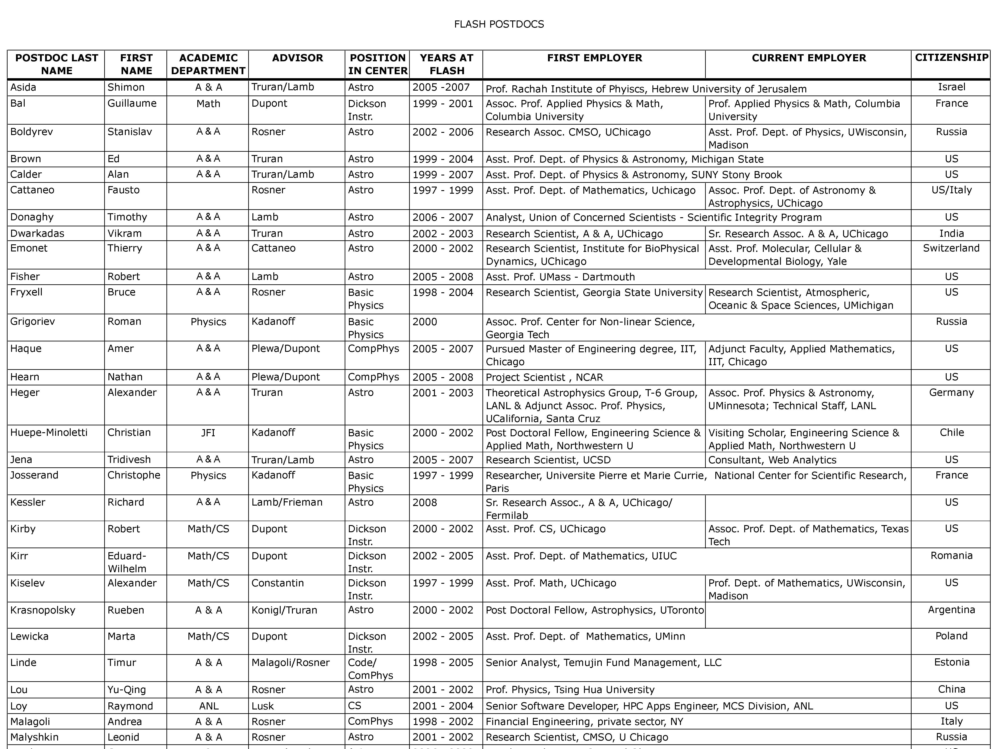 FLASH POSTDOCS
POSTDOC LAST NAME FIRST NAME ACADEMIC DEPARTMENT ADVISOR POSITION IN CENTER YEARS AT FLASH FIRST EMPLOYER CURRENT EMPLOYER CITIZENSHIP
Asida Shimon A & A Truran/Lamb Astro 2005 -2007 Prof. Rachah Institute of Phyiscs, Hebrew University of Jerusalem Israel
Bal Guillaume Math Dupont Dickson Instr. 1999 - 2001 Assoc. Prof. Applied Physics & Math, Columbia University Prof. Applied Physics & Math, Columbia University France
Boldyrev Stanislav A & A Rosner Astro 2002 - 2006 Research Assoc. CMSO, UChicago Asst. Prof. Dept. of Physics, UWisconsin, Madison Russia
Brown Ed A & A Truran Astro 1999 - 2004 Asst. Prof. Dept. of Physics & Astronomy, Michigan State US
Calder Alan A & A Truran/Lamb Astro 1999 - 2007 Asst. Prof. Dept. of Physics & Astronomy, SUNY Stony Brook US
Cattaneo Fausto Rosner Astro 1997 - 1999 Asst. Prof. Dept. of Mathematics, Uchicago Assoc. Prof. Dept. of Astronomy & Astrophysics, UChicago US/Italy
Donaghy Timothy A & A Lamb Astro 2006 - 2007 Analyst, Union of Concerned Scientists - Scientific Integrity Program US
Dwarkadas Vikram A & A Truran Astro 2002 - 2003 Research Scientist, A & A, UChicago Sr. Research Assoc. A & A, UChicago India
Emonet Thierry A & A Cattaneo Astro 2000 - 2002 Research Scientist, Institute for BioPhysical Dynamics, UChicago Asst. Prof. Molecular, Cellular & Developmental Biology, Yale Switzerland
Fisher Robert A & A Lamb Astro 2005 - 2008 Asst. Prof. UMass - Dartmouth US
Fryxell Bruce A & A Rosner Basic Physics 1998 - 2004 Research Scientist, Georgia State University Research Scientist, Atmospheric, Oceanic & Space Sciences, UMichigan US
Grigoriev Roman Physics Kadanoff Basic Physics 2000 Assoc. Prof. Center for Non-linear Science, Georgia Tech Russia
Haque Amer A & A Plewa/Dupont CompPhys 2005 - 2007 Pursued Master of Engineering degree, IIT, Chicago Adjunct Faculty, Applied Mathematics, IIT, Chicago US
Hearn Nathan A & A Plewa/Dupont CompPhys 2005 - 2008 Project Scientist , NCAR US
Heger Alexander A & A Truran Astro 2001 - 2003 Theoretical Astrophysics Group, T-6 Group, LANL & Adjunct Assoc. Prof. Physics, UCalifornia, Santa Cruz Assoc. Prof. Physics & Astronomy, UMinnesota; Technical Staff, LANL Germany
Huepe-Minoletti Christian JFI Kadanoff Basic Physics 2000 - 2002 Post Doctoral Fellow, Engineering Science & Applied Math, Northwestern U Visiting Scholar, Engineering Science & Applied Math, Northwestern U Chile
Jena Tridivesh A & A Truran/Lamb Astro 2005 - 2007 Research Scientist, UCSD Consultant, Web Analytics US
Josserand Christophe Physics Kadanoff Basic Physics 1997 - 1999 Researcher, Universite Pierre et Marie Currie, National Center for Scientific Research, Paris France
Kessler Richard A & A Lamb/Frieman Astro 2008 Sr. Research Assoc., A & A, UChicago/ Fermilab US
Kirby Robert Math/CS Dupont Dickson Instr. 2000 - 2002 Asst. Prof. CS, UChicago Assoc. Prof. Dept. of Mathematics, Texas Tech US
Kirr Eduard-Wilhelm Math/CS Dupont Dickson Instr. 2002 - 2005 Asst. Prof. Dept. of Mathematics, UIUC Romania
Kiselev Alexander Math/CS Constantin Dickson Instr. 1997 - 1999 Asst. Prof. Math, UChicago Prof. Dept. of Mathematics, UWisconsin, Madison US
Krasnopolsky Rueben A & A Konigl/Truran Astro 2000 - 2002 Post Doctoral Fellow, Astrophysics, UToronto Argentina
Lewicka Marta Math/CS Dupont Dickson Instr. 2002 - 2005 Asst. Prof. Dept. of Mathematics, UMinn Poland
Linde Timur A & A Malagoli/Rosner Code/ ComPhys 1998 - 2005 Senior Analyst, Temujin Fund Management, LLC Estonia
Lou Yu-Qing A & A Rosner Astro 2001 - 2002 Prof. Physics, Tsing Hua University China
Loy Raymond ANL Lusk CS 2001 - 2004 Senior Software Developer, HPC Apps Engineer, MCS Division, ANL US
Malagoli Andrea A & A Rosner ComPhys 1998 - 2002 Financial Engineering, private sector, NY Italy
Malyshkin Leonid A & A Rosner Astro 2001 - 2002 Research Scientist, CMSO, U Chicago Russia